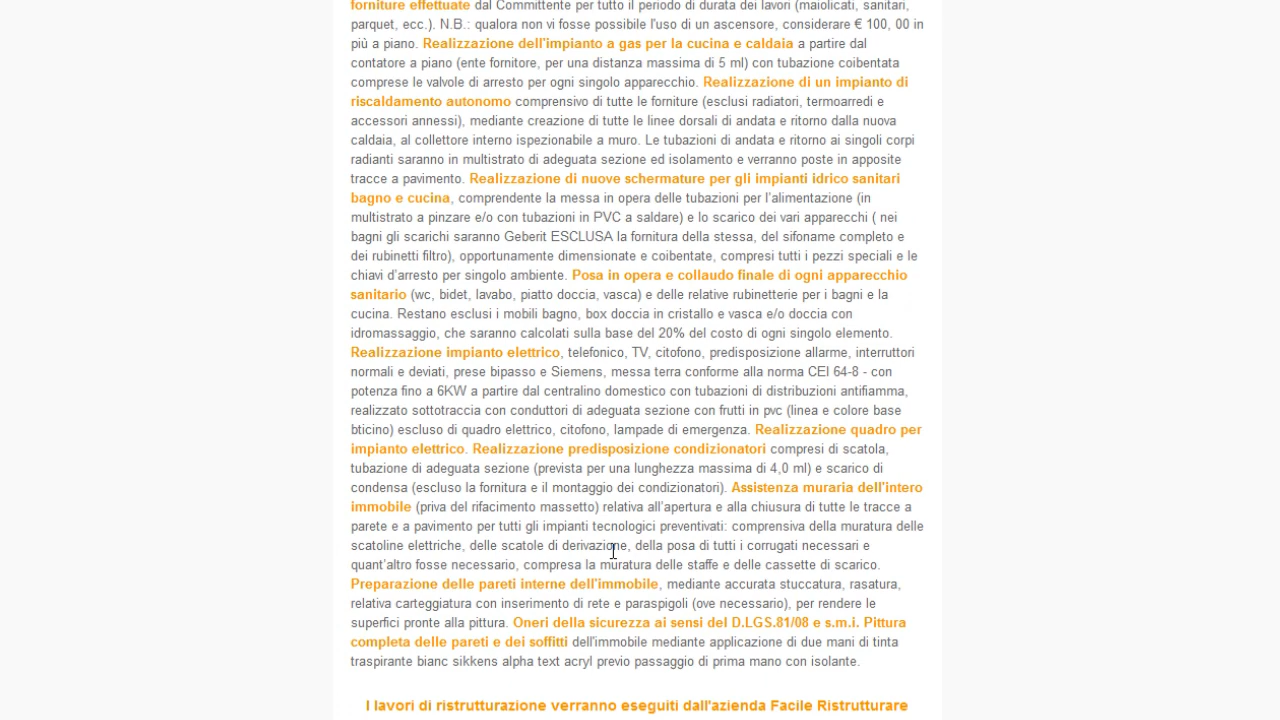 forniture effettuate dal Committente per tutto il periodo di durata dei lavori (maiolicati, sanitari,
parquet, ecc.). N.B.: qualora non vi fosse possibile l'uso di un ascensore, considerare € 100, 00 in
più a piano. Realizzazione dell'impianto a gas per la cucina e caldaia a partire dal
contatore a piano (ente fornitore, per una distanza massima di 5 ml) con tubazione coibentata
comprese le valvole di arresto per ogni singolo apparecchio. Realizzazione di un impianto di
riscaldamento autonomo comprensivo di tutte le forniture (esclusi radiatori, termoarredi e
accessori annessi), mediante creazione di tutte le linee dorsali di andata e ritorno dalla nuova
caldaia, al collettore interno ispezionabile a muro. Le tubazioni di andata e ritorno ai singoli corpi
radianti saranno in multistrato di adeguata sezione ed isolamento e verranno poste in apposite
tracce a pavimento. Realizzazione di nuove schermature per gli impianti idrico sanitari
bagno e cucina, comprendente la messa in opera delle tubazioni per l'alimentazione (in
multistrato a pinzare e/o con tubazioni in PVC a saldare) e lo scarico dei vari apparecchi ( nei
bagni gli scarichi saranno Geberit ESCLUSA la fornitura della stessa, del sifoname completo e
dei rubinetti filtro), opportunamente dimensionate e coibentate, compresi tutti i pezzi speciali e le
chiavi d'arresto per singolo ambiente. Posa in opera e collaudo finale di ogni apparecchio
sanitario (wc, bidet, lavabo, piatto doccia, vasca) e delle relative rubinetterie per i bagni e la
cucina. Restano esclusi i mobili bagno, box doccia in cristallo e vasca e/o doccia con
idromassaggio, che saranno calcolati sulla base del 20% del costo di ogni singolo elemento.
Realizzazione impianto elettrico, telefonico, TV, citofono, predisposizione allarme, interruttori
normali e deviati, prese bipasso e Siemens, messa terra conforme alla norma CEI 64-8 - con
potenza fino a 6KW a partire dal centralino domestico con tubazioni di distribuzioni antifiamma,
realizzato sottotraccia con conduttori di adeguata sezione con frutti in pvc (linea e colore base
bticino) escluso di quadro elettrico, citofono, lampade di emergenza. Realizzazione quadro per
impianto elettrico. Realizzazione predisposizione condizionatori compresi di scatola,
tubazione di adeguata sezione (prevista per una lunghezza massima di 4,0 ml) e scarico di
condensa (escluso la fornitura e il montaggio dei condizionatori). Assistenza muraria dell'intero
immobile (priva del rifacimento massetto) relativa all'apertura e alla chiusura di tutte le tracce a
parete e a pavimento per tutti gli impianti tecnologici preventivati: comprensiva della muratura delle
scatoline elettriche, delle scatole di derivazione, della posa di tutti i corrugati necessari e
quant'altro fosse necessario, compresa la muratura delle staffe e delle cassette di scarico.
Preparazione delle pareti interne dell'immobile, mediante accurata stuccatura, rasatura,
relativa carteggiatura con inserimento di rete e paraspigoli (ove necessario), per rendere le
superfici pronte alla pittura. Oneri della sicurezza ai sensi del D.LGS.81/08 e s.m.i. Pittura
completa delle pareti e dei soffitti dell'immobile mediante applicazione di due mani di tinta
traspirante bianc sikkens alpha text acryl previo passaggio di prima mano con isolante.
I lavori di ristrutturazione verranno eseguiti dall'azienda Facile Ristrutturare